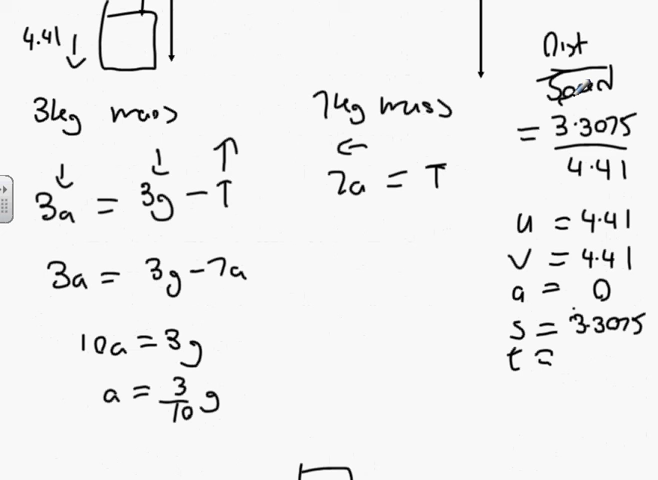 4.41 ↓
3kg mass
↓ ↓ ↑
3a = 3g - T
3a = 3g - 7a
10a = 3g
a = 3/10 g
7kg mass
←
7a = T
Dist
Speed
= 3.3075
4.41
u = 4.41
v = 4.41
a = 0
s = 3.3075
t =